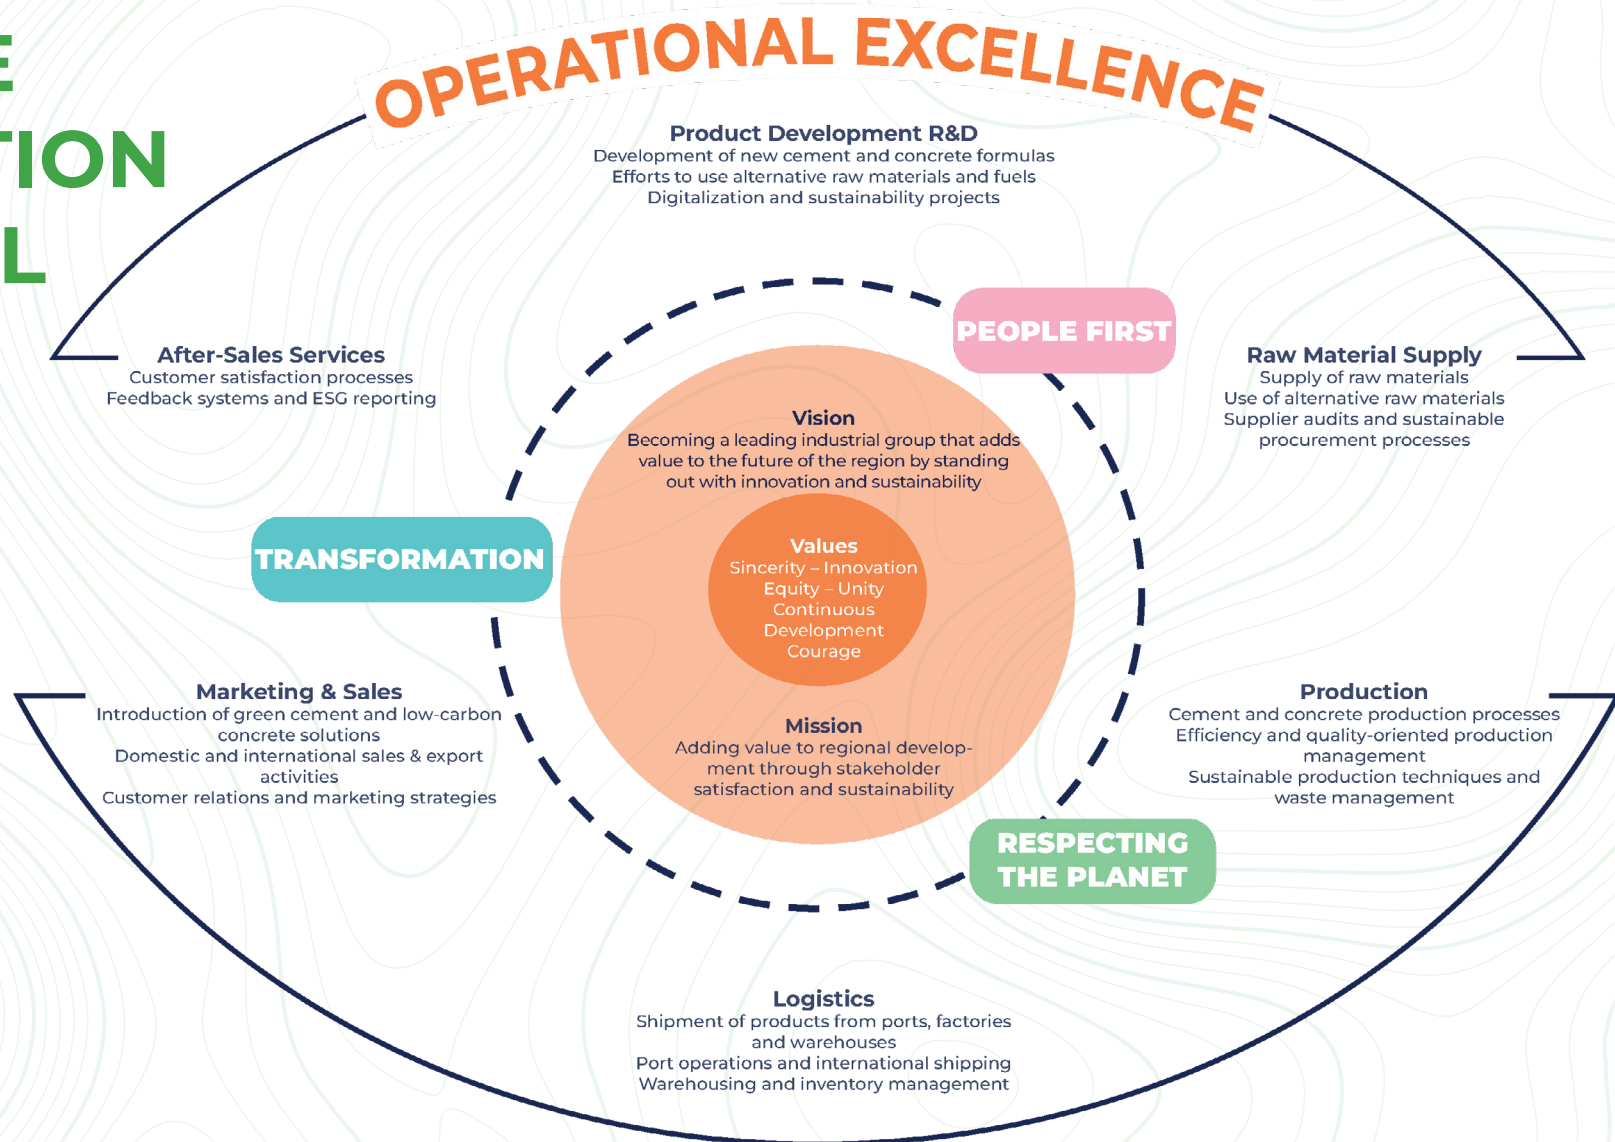 E
TION
L
OPERATIONAL EXCELLENCE
Product Development R&D
Development of new cement and concrete formulas
Efforts to use alternative raw materials and fuels
Digitalization and sustainability projects
PEOPLE FIRST
After-Sales Services
Customer satisfaction processes
Feedback systems and ESG reporting
Raw Material Supply
Supply of raw materials
Use of alternative raw materials
Supplier audits and sustainable
procurement processes
Vision
Becoming a leading industrial group that adds
value to the future of the region by standing
out with innovation and sustainability
TRANSFORMATION
Values
Sincerity – Innovation
Equity – Unity
Continuous
Development
Courage
Marketing & Sales
Introduction of green cement and low-carbon
concrete solutions
Domestic and international sales & export
activities
Customer relations and marketing strategies
Mission
Adding value to regional develop-
ment through stakeholder
satisfaction and sustainability
Production
Cement and concrete production processes
Efficiency and quality-oriented production
management
Sustainable production techniques and
waste management
RESPECTING
THE PLANET
Logistics
Shipment of products from ports, factories
and warehouses
Port operations and international shipping
Warehousing and inventory management